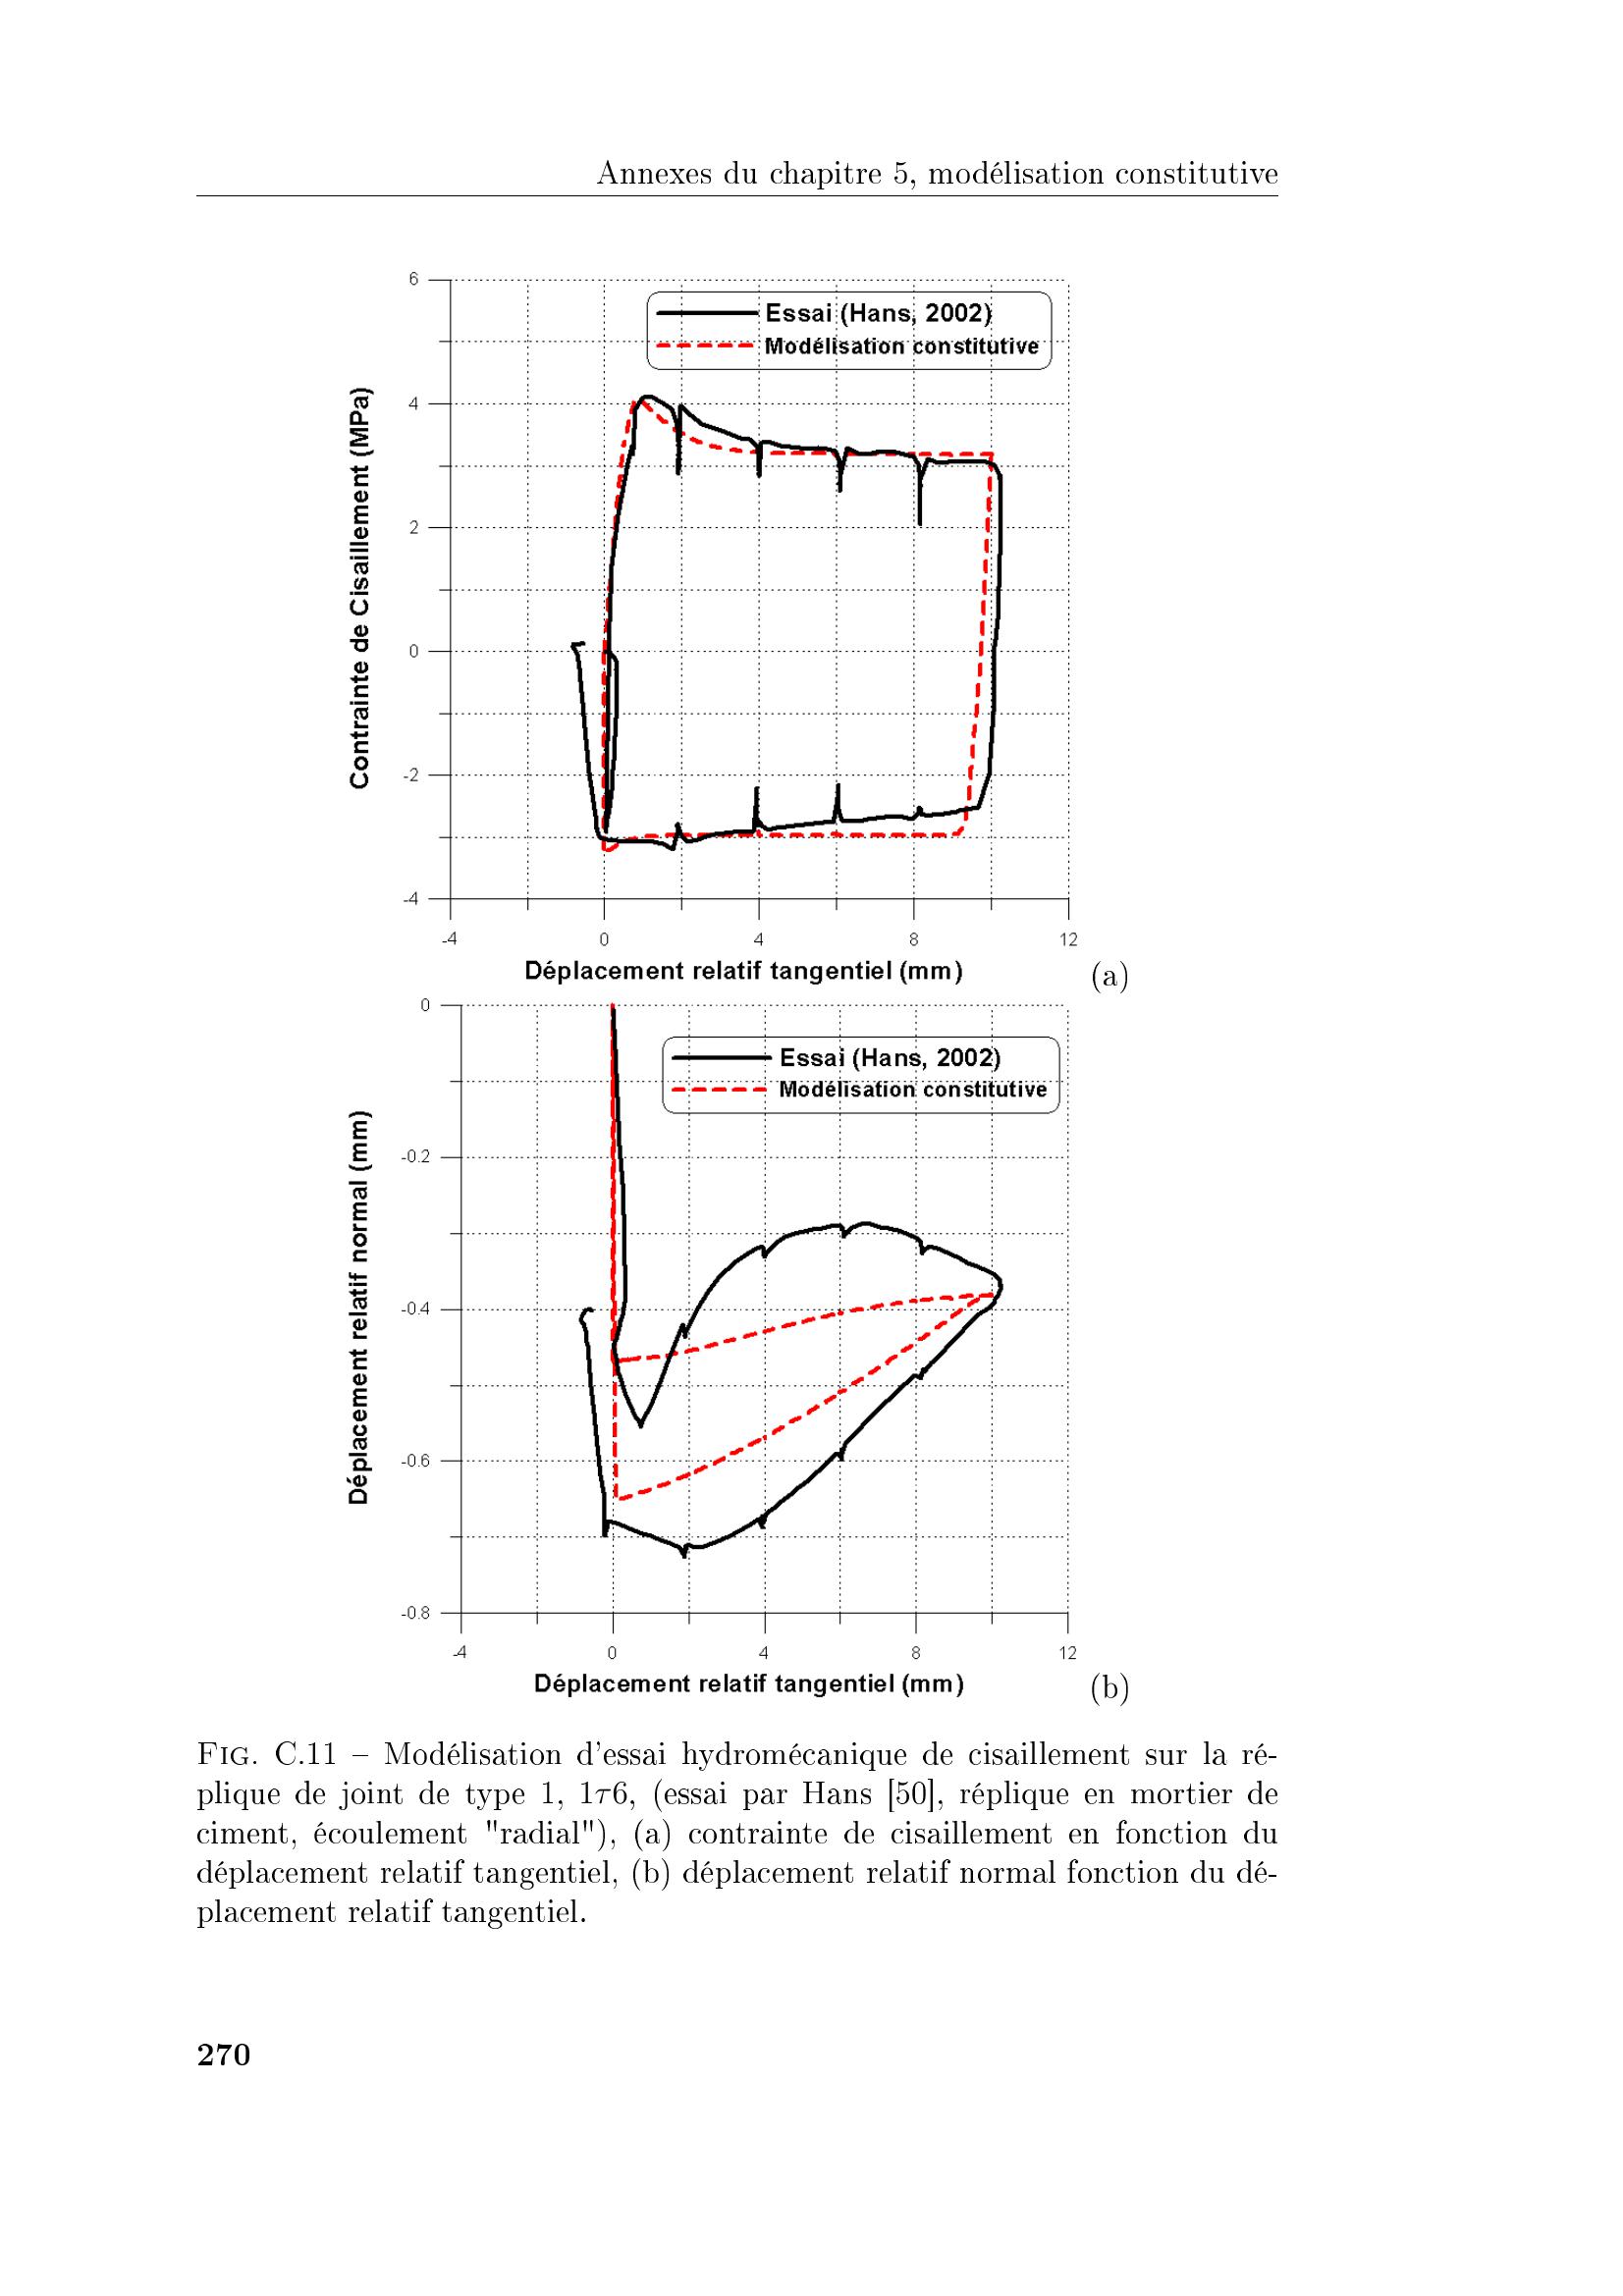 Annexes du chapitre 5, modélisation constitutive
6
Essai (Hans, 2002)
Modélisation constitutive
4
2
0
-2
-4
Contrainte de Cisaillement (MPa)
-4 0 4 8 12
Déplacement relatif tangentiel (mm)
(a)
0
Essai (Hans, 2002)
Modélisation constitutive
-0.2
-0.4
-0.6
-0.8
Déplacement relatif normal (mm)
-4 0 4 8 12
Déplacement relatif tangentiel (mm)
(b)
FIG. C.11 – Modélisation d'essai hydromécanique de cisaillement sur la ré-
plique de joint de type 1, 1τ6, (essai par Hans [50], réplique en mortier de
ciment, écoulement "radial"), (a) contrainte de cisaillement en fonction du
déplacement relatif tangentiel, (b) déplacement relatif normal fonction du dé-
placement relatif tangentiel.
270